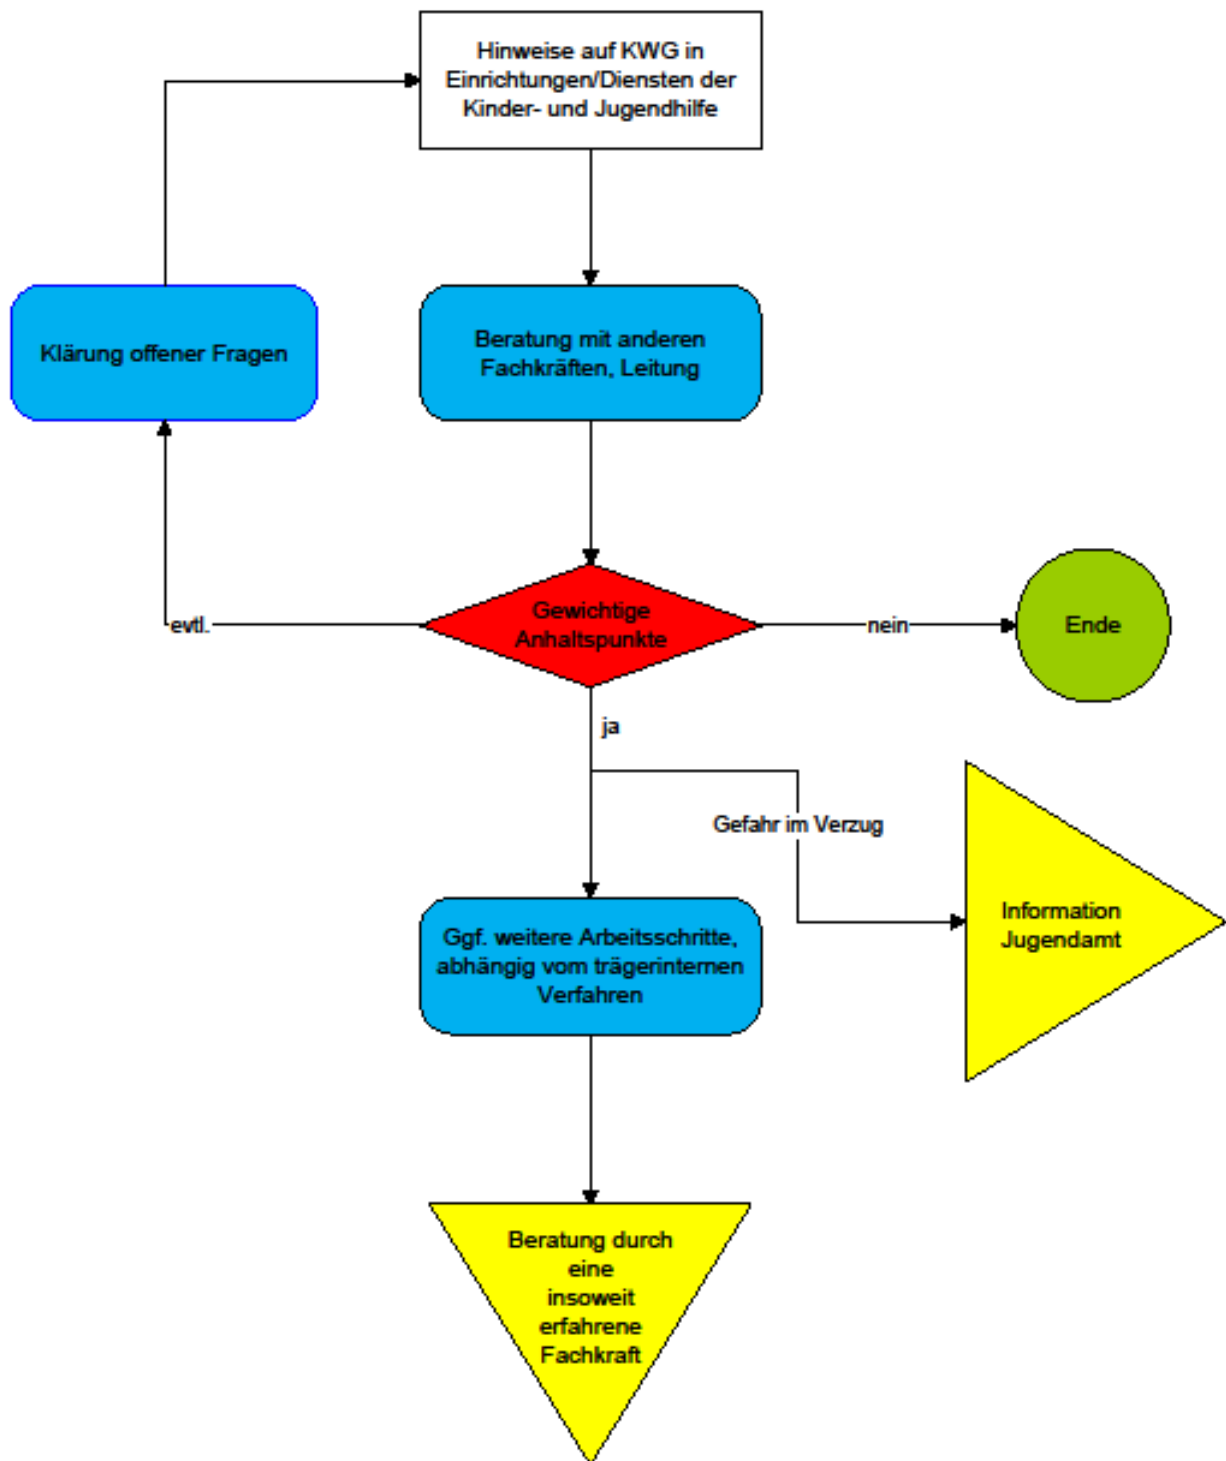 Hinweise auf KWG in
Einrichtungen/Diensten der
Kinder- und Jugendhilfe
Klärung offener Fragen
Beratung mit anderen
Fachkräften, Leitung
evtl.
Gewichtige
Anhaltspunkte
nein
Ende
ja
Gefahr im Verzug
Information
Jugendamt
Ggf. weitere Arbeitsschritte,
abhängig vom trägerinternen
Verfahren
Beratung durch
eine
insoweit
erfahrene
Fachkraft